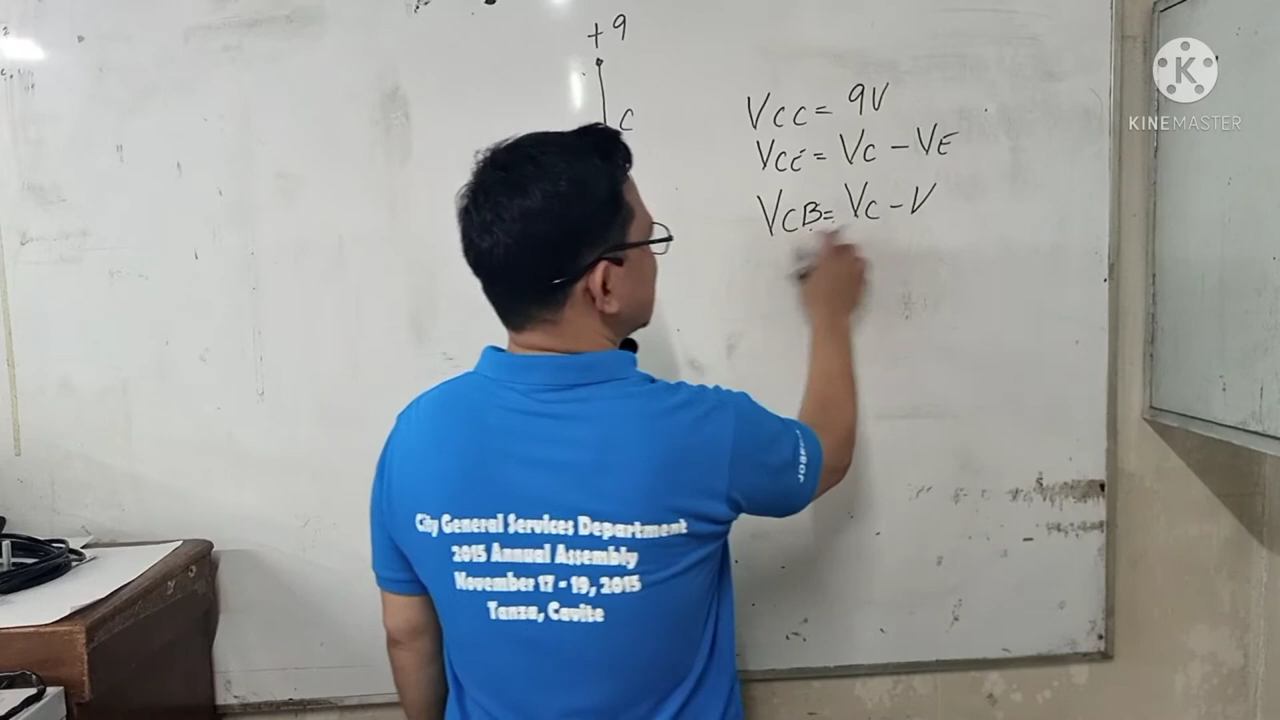 +9
C
VCC = 9V
VCE = VC - VE
VCB = VC - V
K
KINEMASTER
JOSEPH
City General Services Department
2015 Annual Assembly
November 17 - 19, 2015
Tanza, Cavite